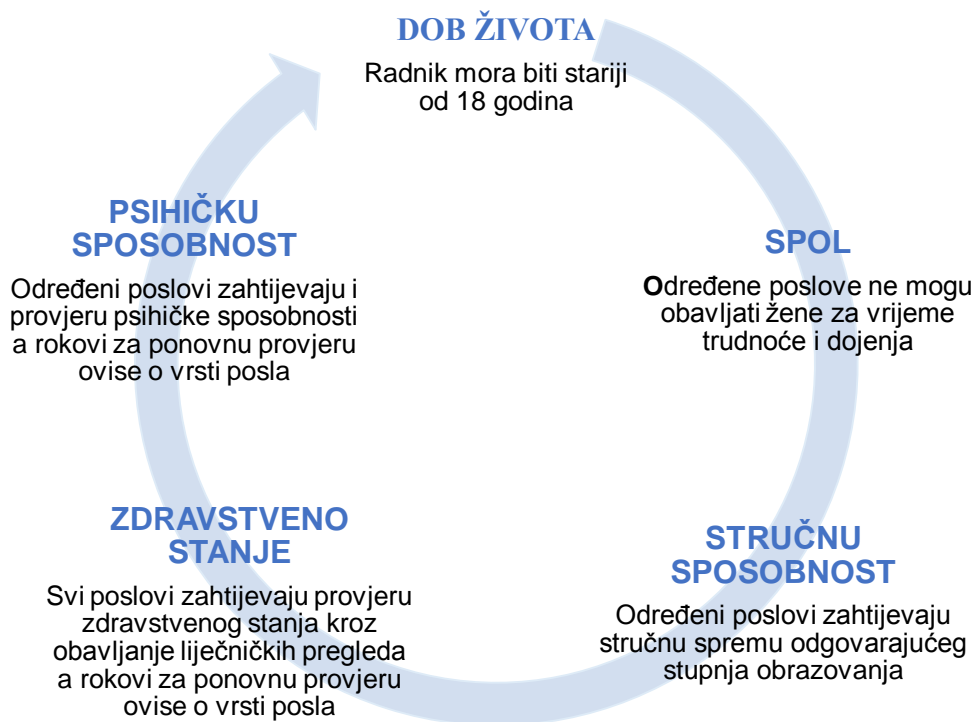 DOB ŽIVOTA
Radnik mora biti stariji
od 18 godina
SPOL
Određene poslove ne mogu
obavljati žene za vrijeme
trudnoće i dojenja
STRUČNU
SPOSOBNOST
Određeni poslovi zahtijevaju
stručnu spremu odgovarajućeg
stupnja obrazovanja
ZDRAVSTVENO
STANJE
Svi poslovi zahtijevaju provjeru
zdravstvenog stanja kroz
obavljanje liječničkih pregleda
a rokovi za ponovnu provjeru
ovise o vrsti posla
PSIHIČKU
SPOSOBNOST
Određeni poslovi zahtijevaju i
provjeru psihičke sposobnosti
a rokovi za ponovnu provjeru
ovise o vrsti posla